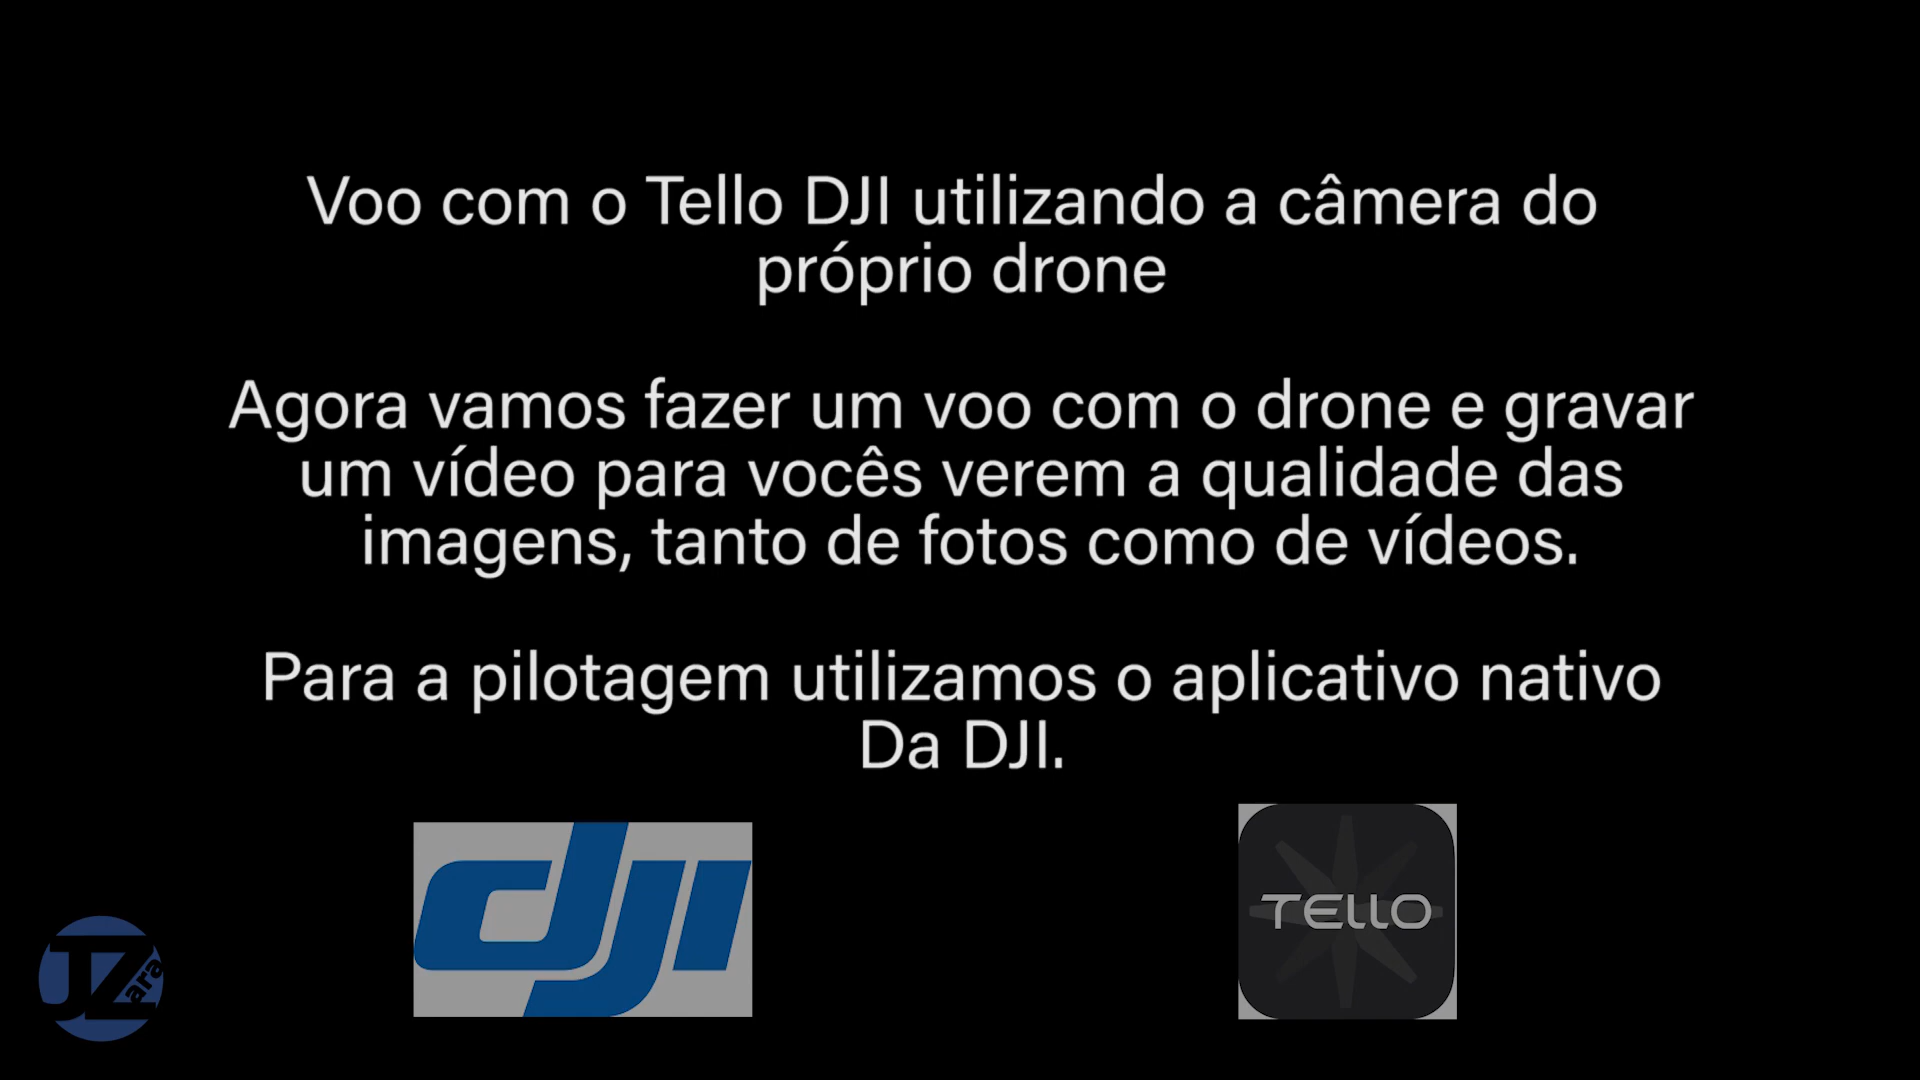 Voo com o Tello DJI utilizando a câmera do
próprio drone
Agora vamos fazer um voo com o drone e gravar
um vídeo para vocês verem a qualidade das
imagens, tanto de fotos como de vídeos.
Para a pilotagem utilizamos o aplicativo nativo
Da DJI.
dji
TELLO
JZara